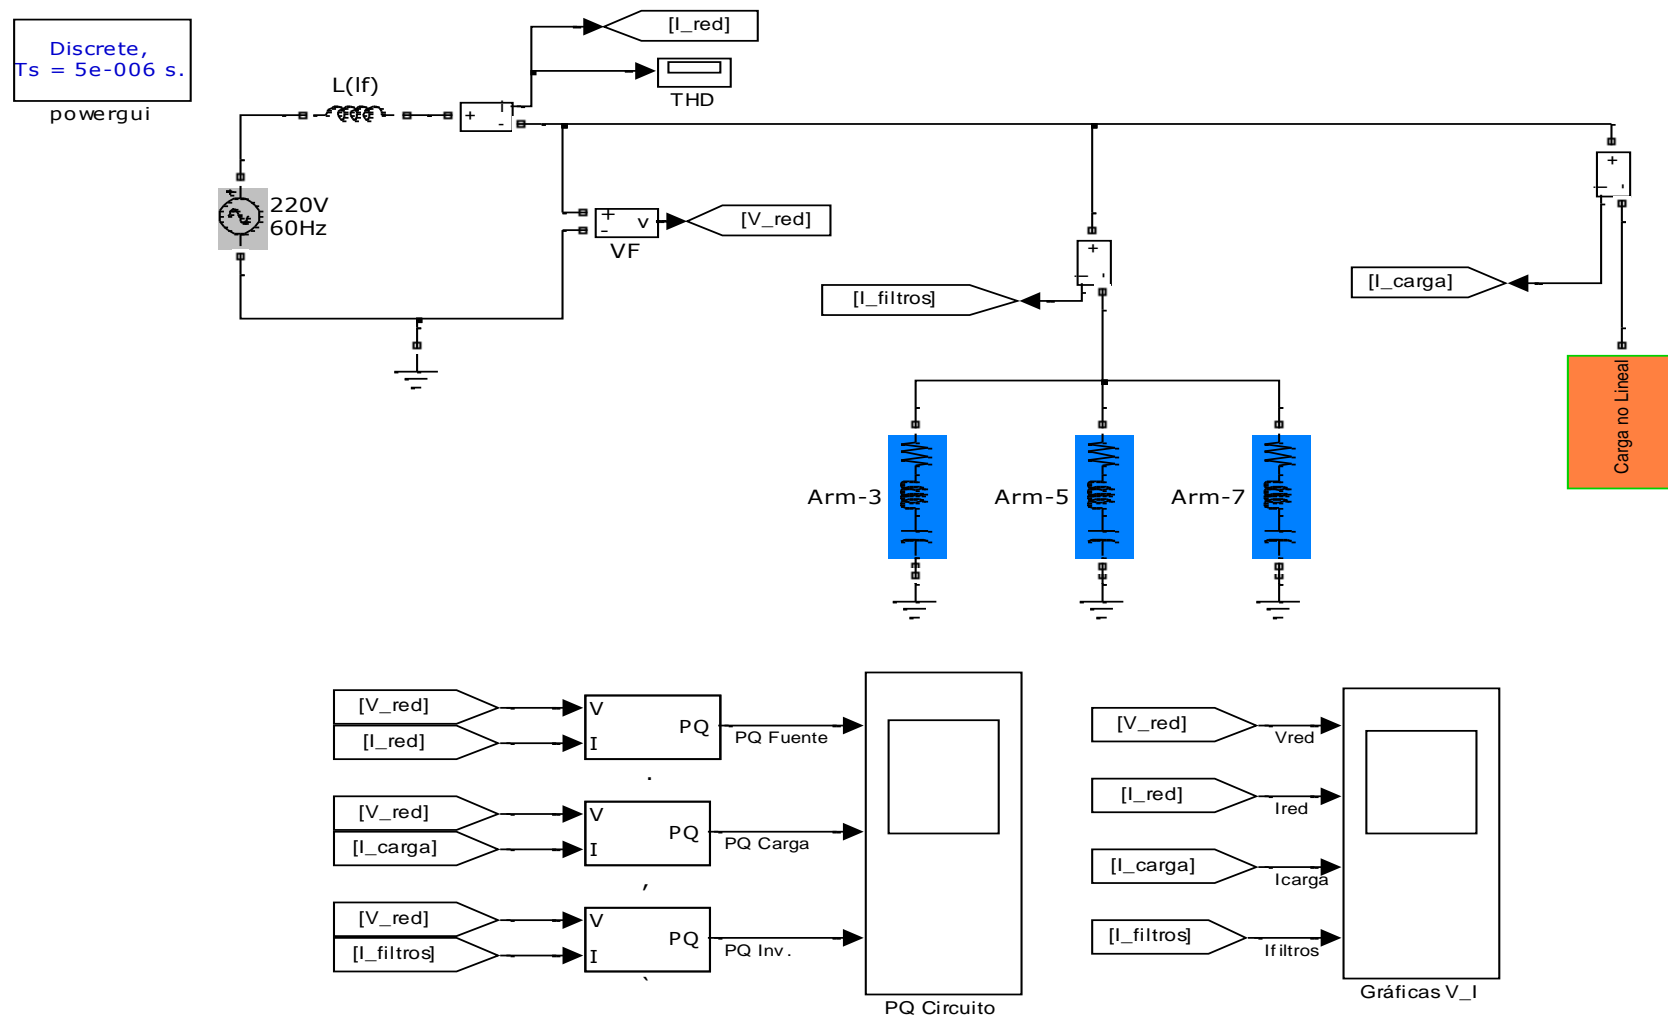 Discrete,
Ts = 5e-006 s.
powergui
L(lf)
[I_red]
THD
220V
60Hz
+
-
+
-
v
VF
[V_red]
+
-
[I_filtros]
+
-
[I_carga]
Carga no Lineal
Arm-3
Arm-5
Arm-7
[V_red]
[I_red]
V
I
PQ
PQ Fuente
.
[V_red]
[I_carga]
V
I
PQ
PQ Carga
,
[V_red]
[I_filtros]
V
I
PQ
PQ Inv.
`
PQ Circuito
[V_red]
Vred
[I_red]
Ired
[I_carga]
Icarga
[I_filtros]
Ifiltros
Gráficas V_I